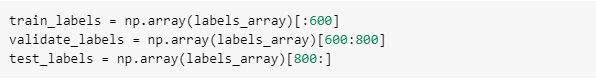 train_labels = np.array(labels_array)[:600]
validate_labels = np.array(labels_array)[600:800]
test_labels = np.array(labels_array)[800:]